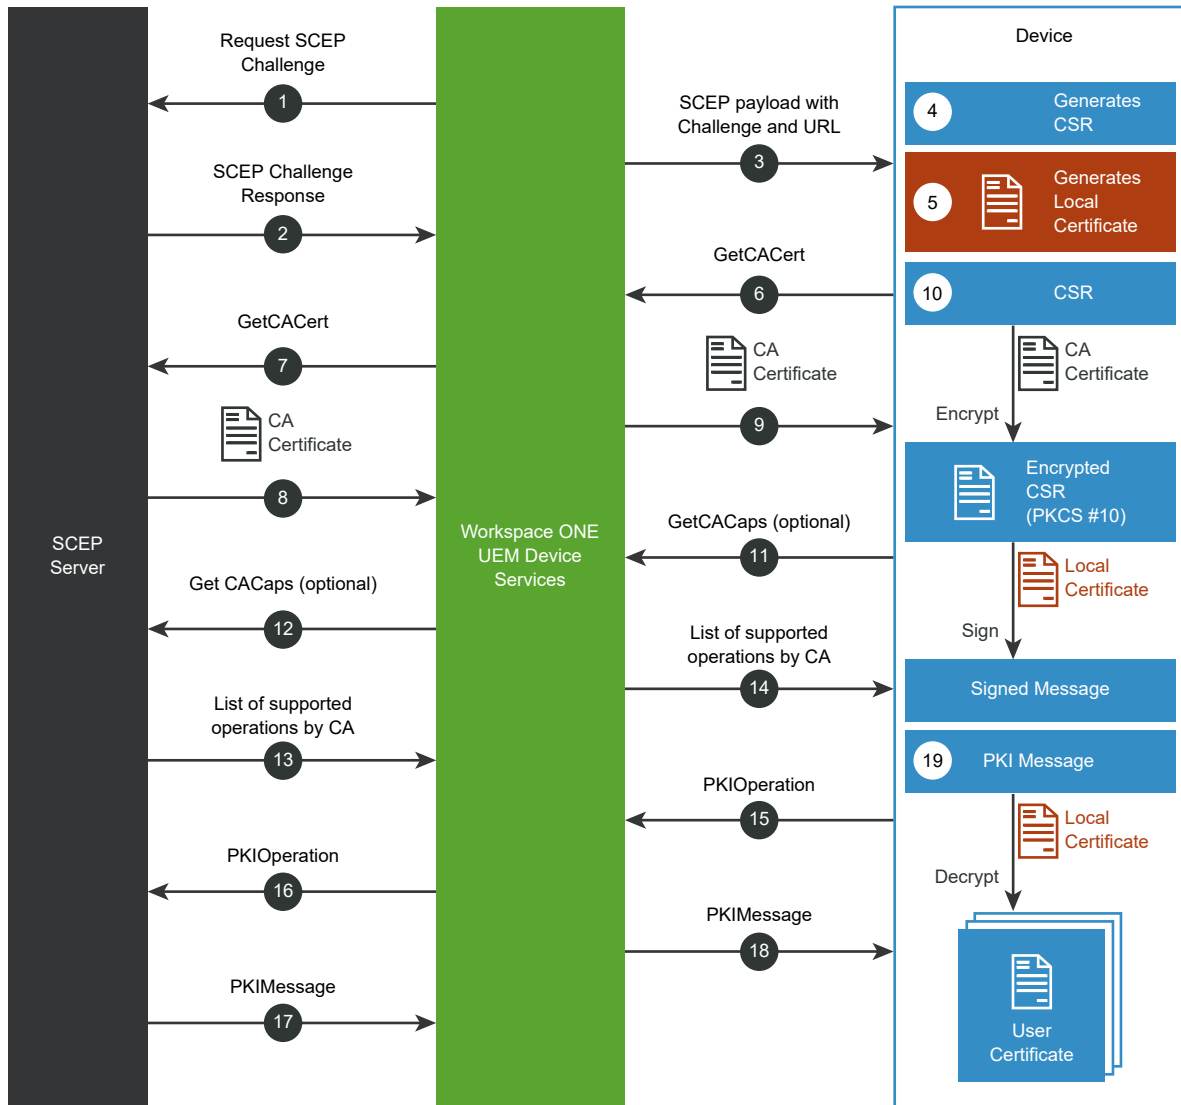 Request SCEP
Challenge
1
SCEP Challenge
Response
2
GetCACert
7
CA
Certificate
8
SCEP
Server
Get CACaps (optional)
12
List of supported
operations by CA
13
PKIOperation
16
PKIMessage
17
Workspace ONE
UEM Device
Services
SCEP payload with
Challenge and URL
3
GetCACert
6
CA
Certificate
9
GetCACaps (optional)
11
List of supported
operations by CA
14
PKIOperation
15
PKIMessage
18
Device
4
Generates
CSR
5
Generates
Local
Certificate
10
CSR
CA
Certificate
Encrypt
Encrypted
CSR
(PKCS #10)
Local
Certificate
Sign
Signed Message
19
PKI Message
Local
Certificate
Decrypt
User
Certificate